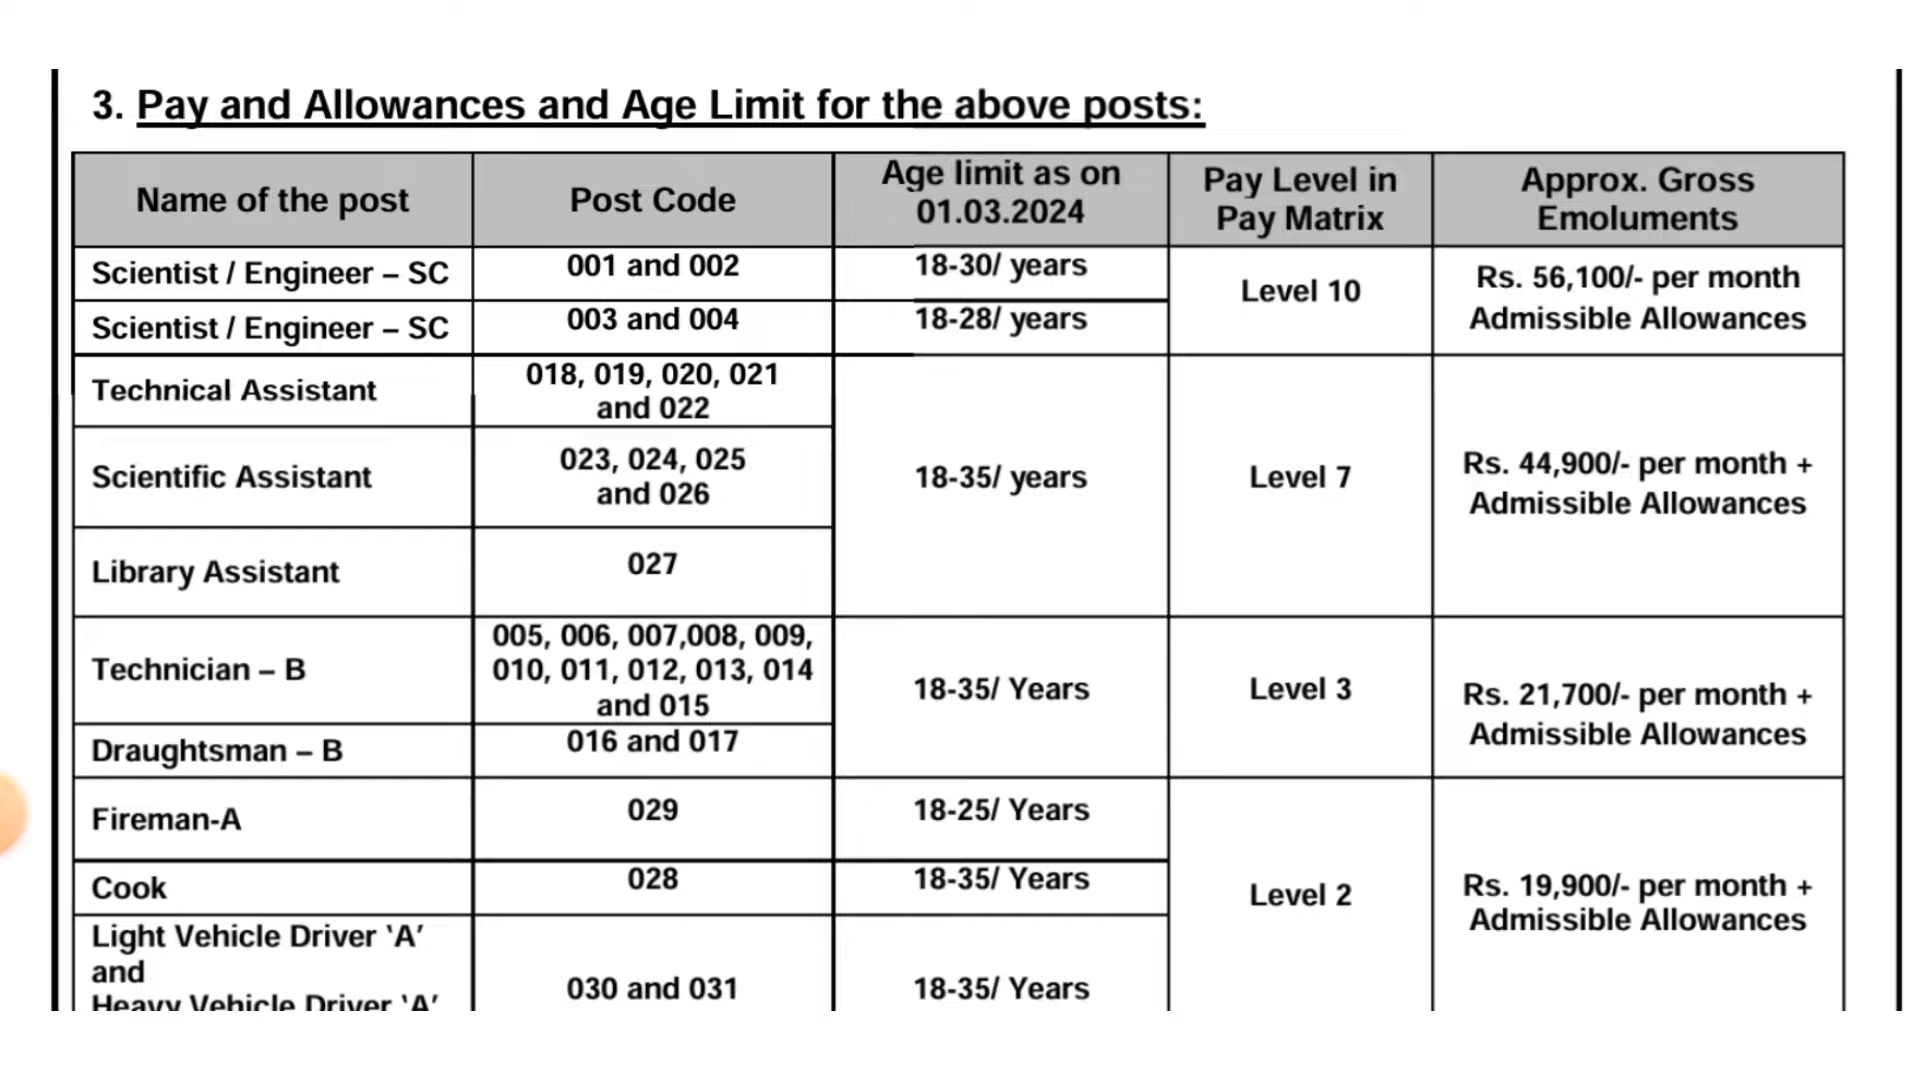 3. Pay and Allowances and Age Limit for the above posts:
Name of the post
Post Code
Age limit as on
01.03.2024
Pay Level in
Pay Matrix
Approx. Gross
Emoluments
Scientist / Engineer – SC
001 and 002
18-30/ years
Level 10
Rs. 56,100/- per month
Admissible Allowances
Scientist / Engineer – SC
003 and 004
18-28/ years
Technical Assistant
018, 019, 020, 021
and 022
18-35/ years
Level 7
Rs. 44,900/- per month +
Admissible Allowances
Scientific Assistant
023, 024, 025
and 026
Library Assistant
027
Technician – B
005, 006, 007,008, 009,
010, 011, 012, 013, 014
and 015
18-35/ Years
Level 3
Rs. 21,700/- per month +
Admissible Allowances
Draughtsman – B
016 and 017
Fireman-A
029
18-25/ Years
Level 2
Rs. 19,900/- per month +
Admissible Allowances
Cook
028
18-35/ Years
Light Vehicle Driver ‘A’
and
Heavy Vehicle Driver ‘A’
030 and 031
18-35/ Years